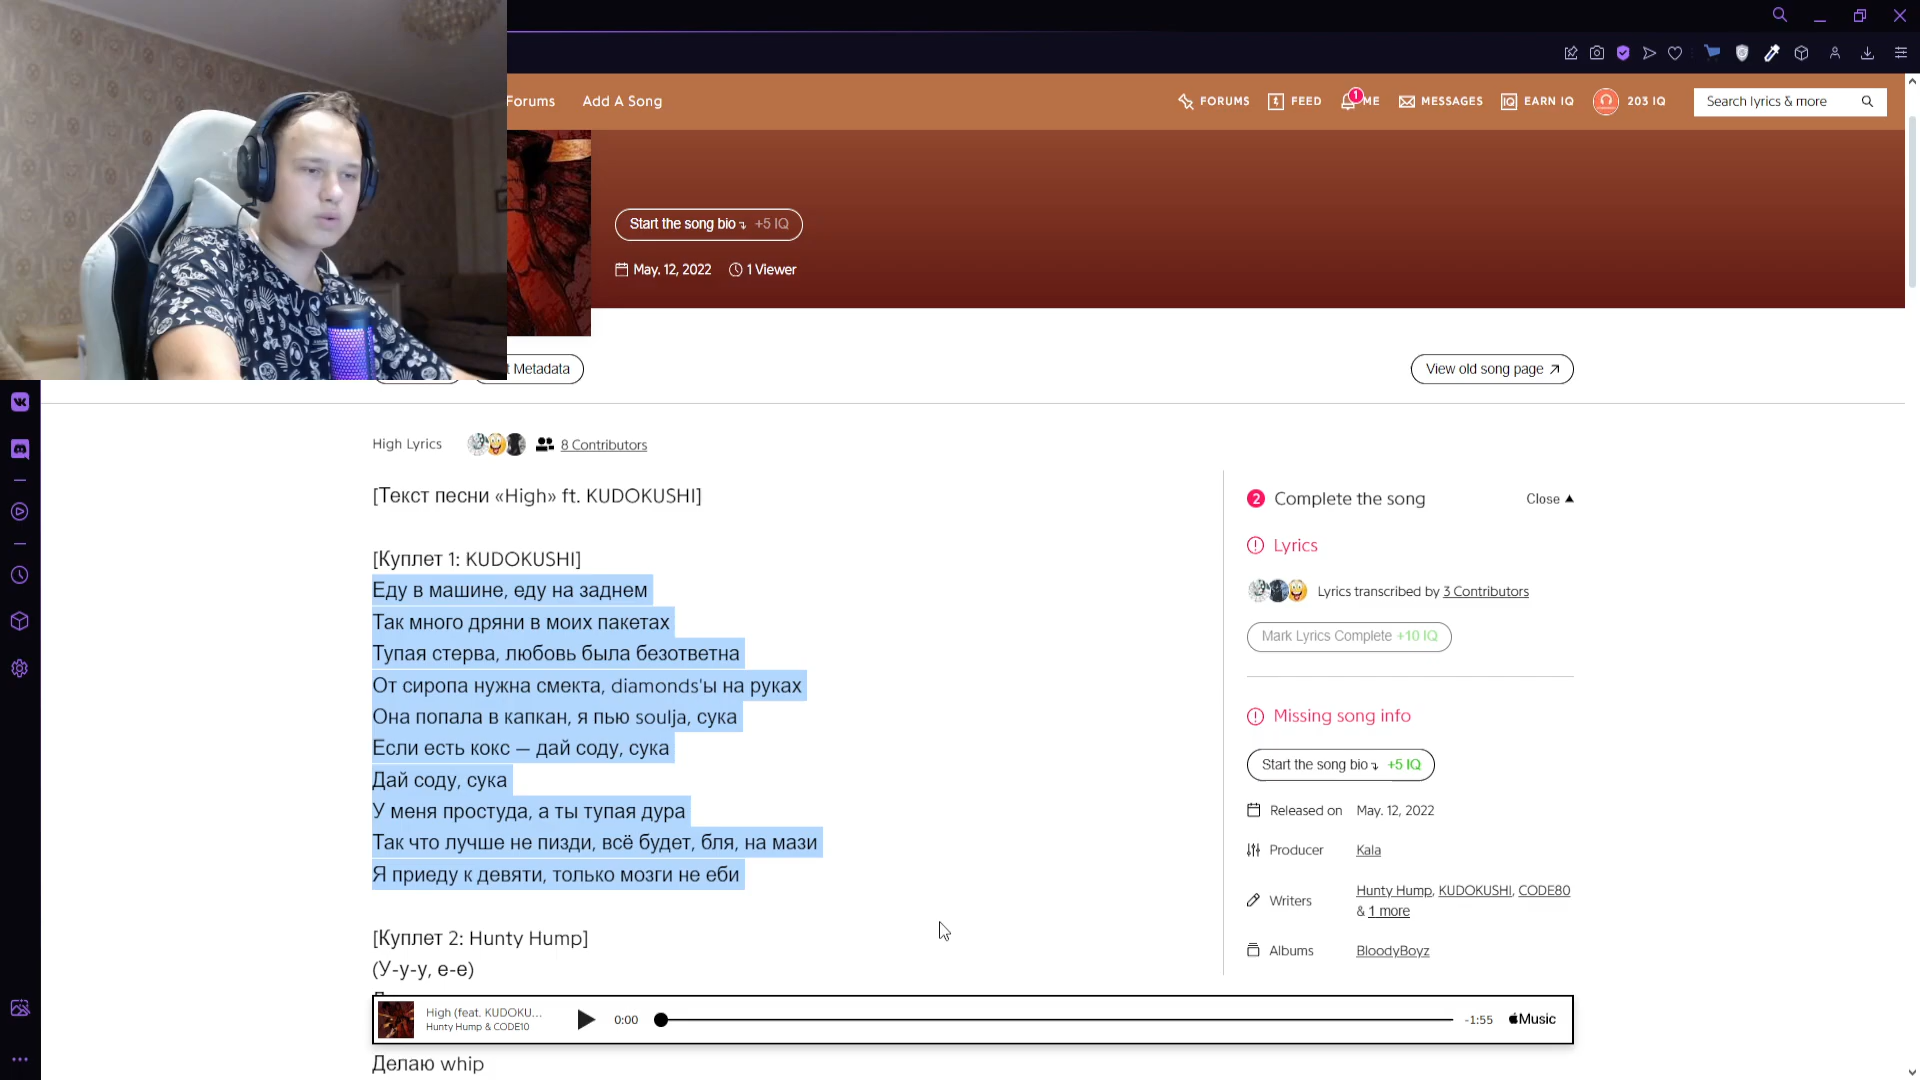 Forums
Add A Song
FORUMS
FEED
1
ME
MESSAGES
EARN IQ
203 IQ
Search lyrics & more
Start the song bio +5 IQ
May. 12, 2022
1 Viewer
t Metadata
View old song page
High Lyrics
8 Contributors
[Текст песни «High» ft. KUDOKUSHI]
[Куплет 1: KUDOKUSHI]
Еду в машине, еду на заднем
Так много дряни в моих пакетах
Тупая стерва, любовь была безответна
От сиропа нужна смекта, diamonds'ы на руках
Она попала в капкан, я пью soulja, сука
Если есть кокс — дай соду, сука
Дай соду, сука
У меня простуда, а ты тупая дура
Так что лучше не пизди, всё будет, бля, на мази
Я приеду к девяти, только мозги не еби
[Куплет 2: Hunty Hump]
(У-у-у, е-е)
Делаю whip
2 Complete the song
Close
Lyrics
Lyrics transcribed by 3 Contributors
Mark Lyrics Complete +10 IQ
Missing song info
Start the song bio +5 IQ
Released on May. 12, 2022
Producer Kala
Writers Hunty Hump, KUDOKUSHI, CODE80
& 1 more
Albums BloodyBoyz
High (feat. KUDOKU...
Hunty Hump & CODE10
0:00
-1:55
Music